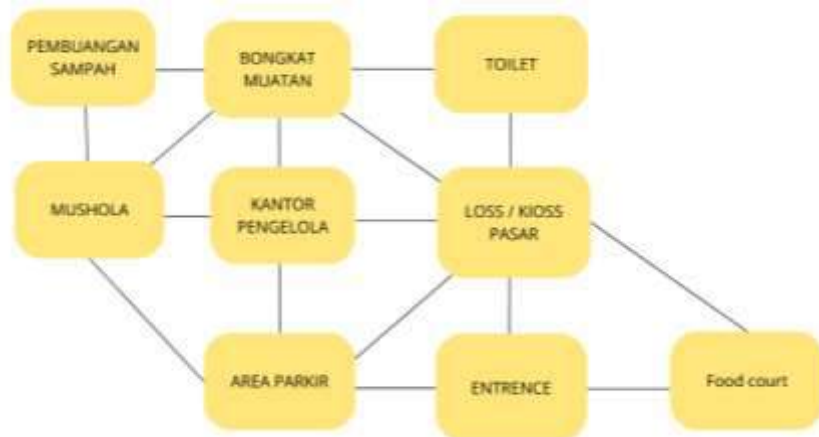 PEMBUANGAN
SAMPAH
BONGKAT
MUATAN
TOILET
MUSHOLA
KANTOR
PENGELOLA
LOSS / KIOSS
PASAR
AREA PARKIR
ENTRENCE
Food court